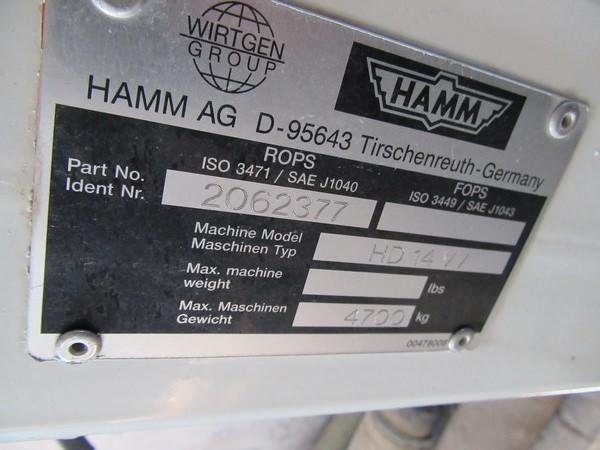 WIRTGEN
GROUP
HAMM
HAMM AG D-95643 Tirschenreuth-Germany
ROPS
ISO 3471 / SAE J1040
FOPS
ISO 3449 / SAE J1043
Part No.
Ident Nr.
2062377
Machine Model
Maschinen Typ
HD 14 VV
Max. machine
weight
lbs
Max. Maschinen
Gewicht
4700 kg